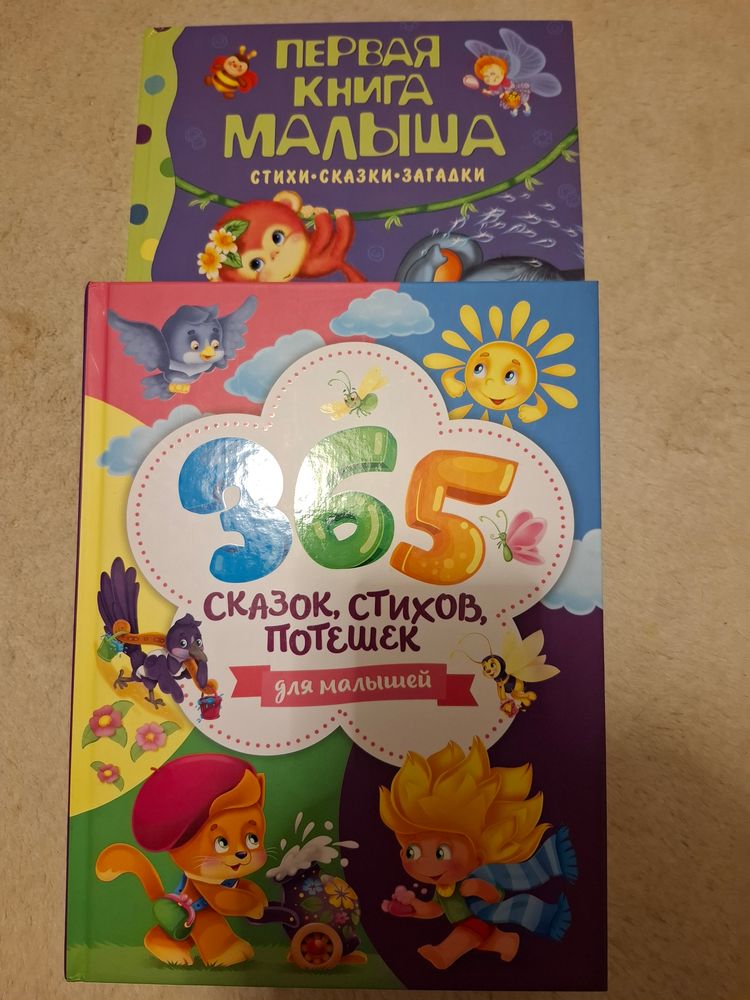 ПЕРВАЯ
КНИГА
МАЛЫША
СТИХИ•СКАЗКИ•ЗАГАДКИ
365
СКАЗОК, СТИХОВ,
ПОТЕШЕК
для малышей